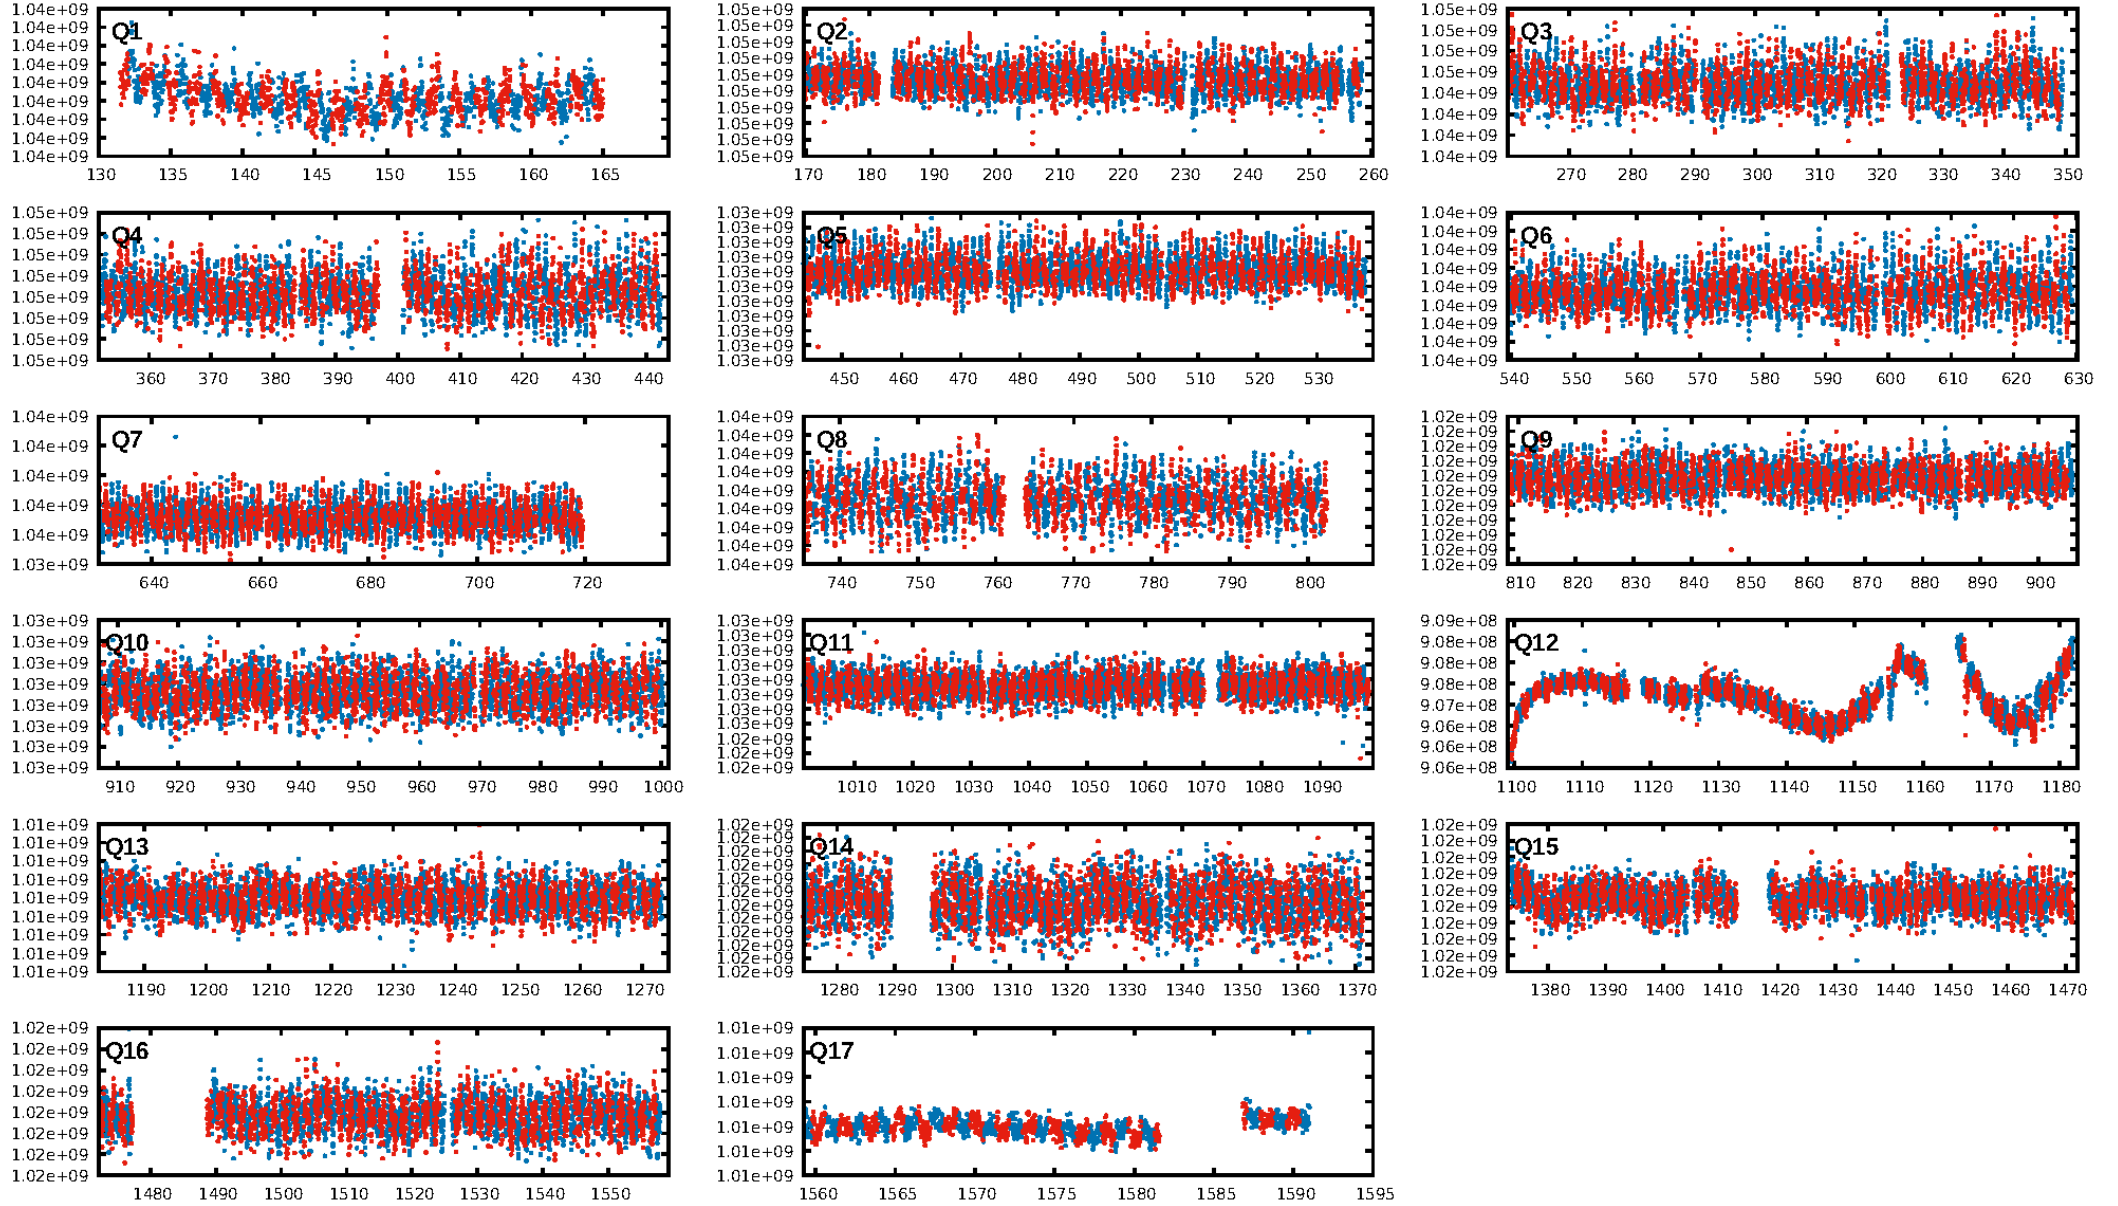 1.04e+09
1.04e+09
1.04e+09
1.04e+09
1.04e+09
1.04e+09
1.04e+09
1.04e+09
1.04e+09
Q1
130 135 140 145 150 155 160 165
1.05e+09
1.05e+09
1.05e+09
1.05e+09
1.05e+09
1.05e+09
1.05e+09
1.05e+09
1.05e+09
1.05e+09
Q2
170 180 190 200 210 220 230 240 250 260
1.05e+09
1.05e+09
1.05e+09
1.05e+09
1.04e+09
1.04e+09
1.04e+09
1.04e+09
Q3
270 280 290 300 310 320 330 340 350
1.05e+09
1.05e+09
1.05e+09
1.05e+09
1.05e+09
1.05e+09
1.05e+09
1.05e+09
Q4
360 370 380 390 400 410 420 430 440
1.03e+09
1.03e+09
1.03e+09
1.03e+09
1.03e+09
1.03e+09
1.03e+09
1.03e+09
1.03e+09
1.03e+09
1.03e+09
Q5
450 460 470 480 490 500 510 520 530
1.04e+09
1.04e+09
1.04e+09
1.04e+09
1.04e+09
1.04e+09
1.04e+09
1.04e+09
1.04e+09
Q6
540 550 560 570 580 590 600 610 620 630
1.04e+09
1.04e+09
1.04e+09
1.04e+09
1.04e+09
1.03e+09
Q7
640 660 680 700 720
1.04e+09
1.04e+09
1.04e+09
1.04e+09
1.04e+09
1.04e+09
1.04e+09
1.04e+09
1.04e+09
Q8
740 750 760 770 780 790 800
1.02e+09
1.02e+09
1.02e+09
1.02e+09
1.02e+09
1.02e+09
1.02e+09
1.02e+09
1.02e+09
1.02e+09
1.02e+09
Q9
810 820 830 840 850 860 870 880 890 900
1.03e+09
1.03e+09
1.03e+09
1.03e+09
1.03e+09
1.03e+09
1.03e+09
1.03e+09
Q10
910 920 930 940 950 960 970 980 990 1000
1.03e+09
1.03e+09
1.03e+09
1.03e+09
1.03e+09
1.03e+09
1.03e+09
1.03e+09
1.02e+09
1.02e+09
1.02e+09
Q11
1010 1020 1030 1040 1050 1060 1070 1080 1090
9.09e+08
9.08e+08
9.08e+08
9.08e+08
9.07e+08
9.06e+08
9.06e+08
9.06e+08
Q12
1100 1110 1120 1130 1140 1150 1160 1170 1180
1.01e+09
1.01e+09
1.01e+09
1.01e+09
1.01e+09
1.01e+09
1.01e+09
1.01e+09
1.01e+09
Q13
1190 1200 1210 1220 1230 1240 1250 1260 1270
1.02e+09
1.02e+09
1.02e+09
1.02e+09
1.02e+09
1.02e+09
1.02e+09
1.02e+09
1.02e+09
1.02e+09
1.02e+09
1.02e+09
Q14
1280 1290 1300 1310 1320 1330 1340 1350 1360 1370
1.02e+09
1.02e+09
1.02e+09
1.02e+09
1.02e+09
1.02e+09
1.02e+09
1.02e+09
1.02e+09
1.02e+09
Q15
1380 1390 1400 1410 1420 1430 1440 1450 1460 1470
1.02e+09
1.02e+09
1.02e+09
1.02e+09
1.02e+09
1.02e+09
1.02e+09
1.02e+09
Q16
1480 1490 1500 1510 1520 1530 1540 1550
1.01e+09
1.01e+09
1.01e+09
1.01e+09
1.01e+09
1.01e+09
1.01e+09
Q17
1560 1565 1570 1575 1580 1585 1590 1595